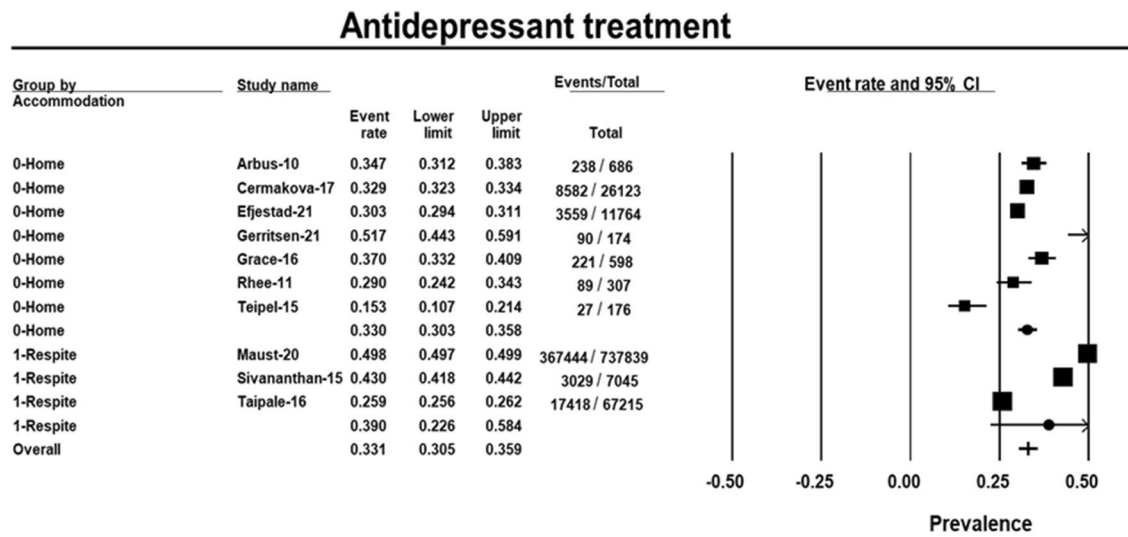 Antidepressant treatment
Group by Study name Events/Total Event rate and 95% CI
Accommodation
Event Lower Upper
rate limit limit Total
0-Home Arbus-10 0.347 0.312 0.383 238 / 686
0-Home Cermakova-17 0.329 0.323 0.334 8582 / 26123
0-Home Efjestad-21 0.303 0.294 0.311 3559 / 11764
0-Home Gerritsen-21 0.517 0.443 0.591 90 / 174
0-Home Grace-16 0.370 0.332 0.409 221 / 598
0-Home Rhee-11 0.290 0.242 0.343 89 / 307
0-Home Teipel-15 0.153 0.107 0.214 27 / 176
0-Home 0.330 0.303 0.358
1-Respite Maust-20 0.498 0.497 0.499 367444 / 737839
1-Respite Sivananthan-15 0.430 0.418 0.442 3029 / 7045
1-Respite Taipale-16 0.259 0.256 0.262 17418 / 67215
1-Respite 0.390 0.226 0.584
Overall 0.331 0.305 0.359
-0.50 -0.25 0.00 0.25 0.50
Prevalence